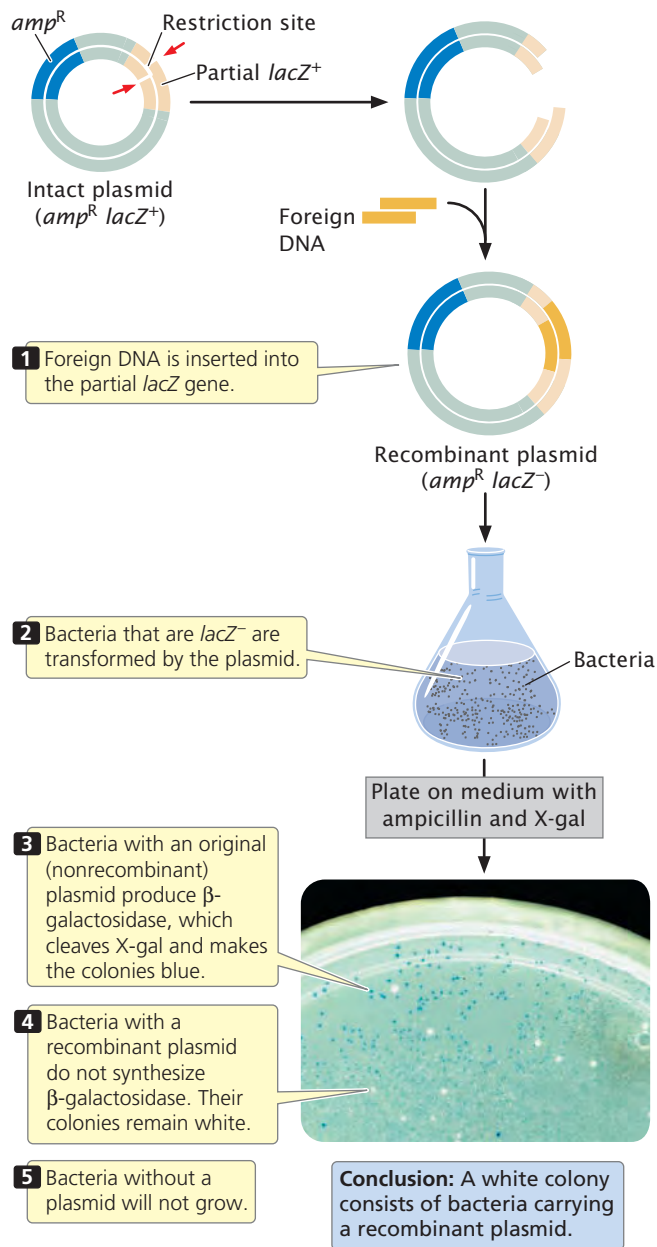 amp^R
Restriction site
Partial lacZ⁺
Intact plasmid
(amp^R lacZ⁺)
Foreign
DNA
1 Foreign DNA is inserted into
the partial lacZ gene.
Recombinant plasmid
(amp^R lacZ⁻)
2 Bacteria that are lacZ⁻ are
transformed by the plasmid.
Bacteria
Plate on medium with
ampicillin and X-gal
3 Bacteria with an original
(nonrecombinant)
plasmid produce β-
galactosidase, which
cleaves X-gal and makes
the colonies blue.
4 Bacteria with a
recombinant plasmid
do not synthesize
β-galactosidase. Their
colonies remain white.
5 Bacteria without a
plasmid will not grow.
Conclusion: A white colony
consists of bacteria carrying
a recombinant plasmid.